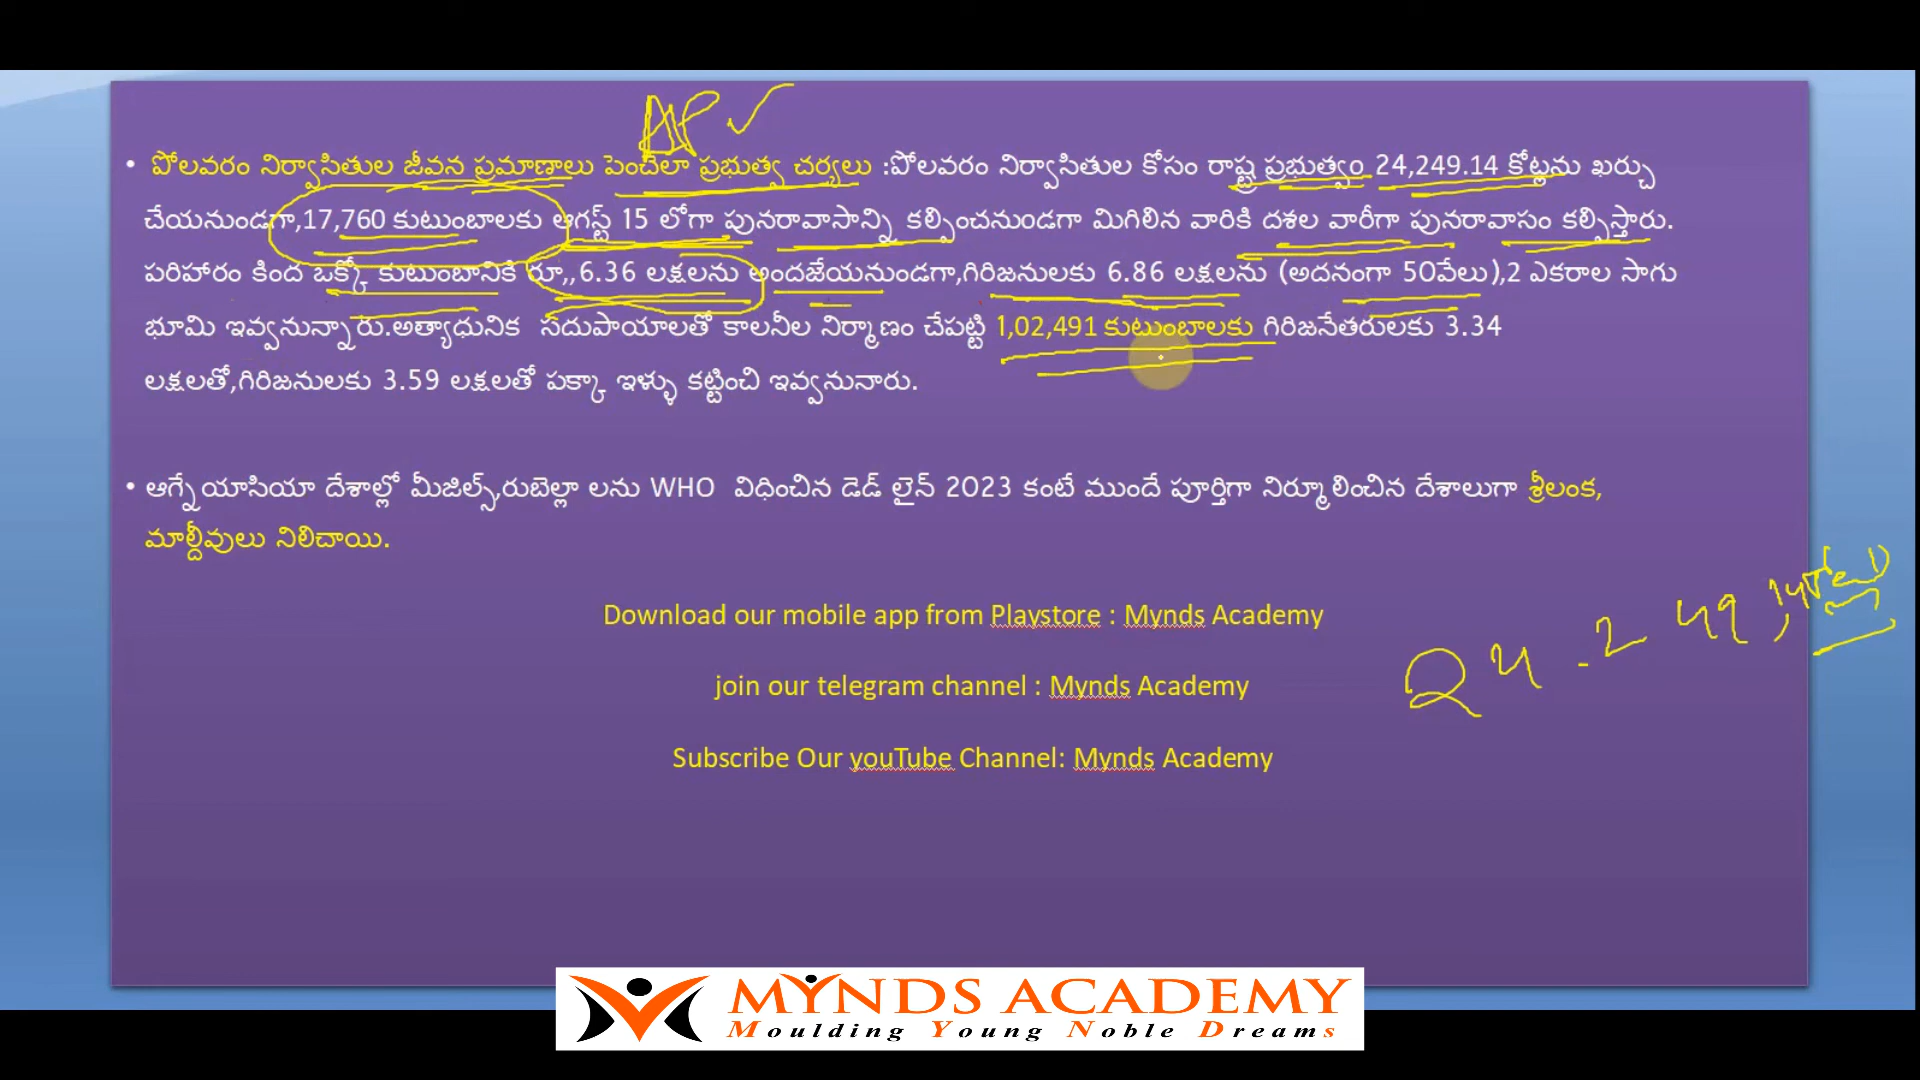 AP
• పోలవరం నిర్వాసితుల జీవన ప్రమాణాలు పెంచేలా ప్రభుత్వ చర్యలు :పోలవరం నిర్వాసితుల కోసం రాష్ట్ర ప్రభుత్వం 24,249.14 కోట్లను ఖర్చు
చేయనుండగా,17,760 కుటుంబాలకు ఆగస్ట్ 15 లోగా పునరావాసాన్ని కల్పించనుండగా మిగిలిన వారికి దశల వారీగా పునరావాసం కల్పిస్తారు.
పరిహారం కింద ఒక్కో కుటుంబానికి రూ,,6.36 లక్షలను అందజేయనుండగా,గిరిజనులకు 6.86 లక్షలను (అదనంగా 50వేలు),2 ఎకరాల సాగు
భూమి ఇవ్వనున్నారు.అత్యాధునిక సదుపాయాలతో కాలనీల నిర్మాణం చేపట్టి 1,02,491 కుటుంబాలకు గిరిజనేతరులకు 3.34
లక్షలతో,గిరిజనులకు 3.59 లక్షలతో పక్కా ఇళ్ళు కట్టించి ఇవ్వనునారు.
• ఆగ్నేయాసియా దేశాల్లో మీజిల్స్,రుబెల్లా లను WHO విధించిన డెడ్ లైన్ 2023 కంటే ముందే పూర్తిగా నిర్మూలించిన దేశాలుగా శ్రీలంక,
మాల్దీవులు నిలిచాయి.
Download our mobile app from Playstore : Mynds Academy
join our telegram channel : Mynds Academy
Subscribe Our youTube Channel: Mynds Academy
MYNDS ACADEMY
Moulding Young Noble Dreams